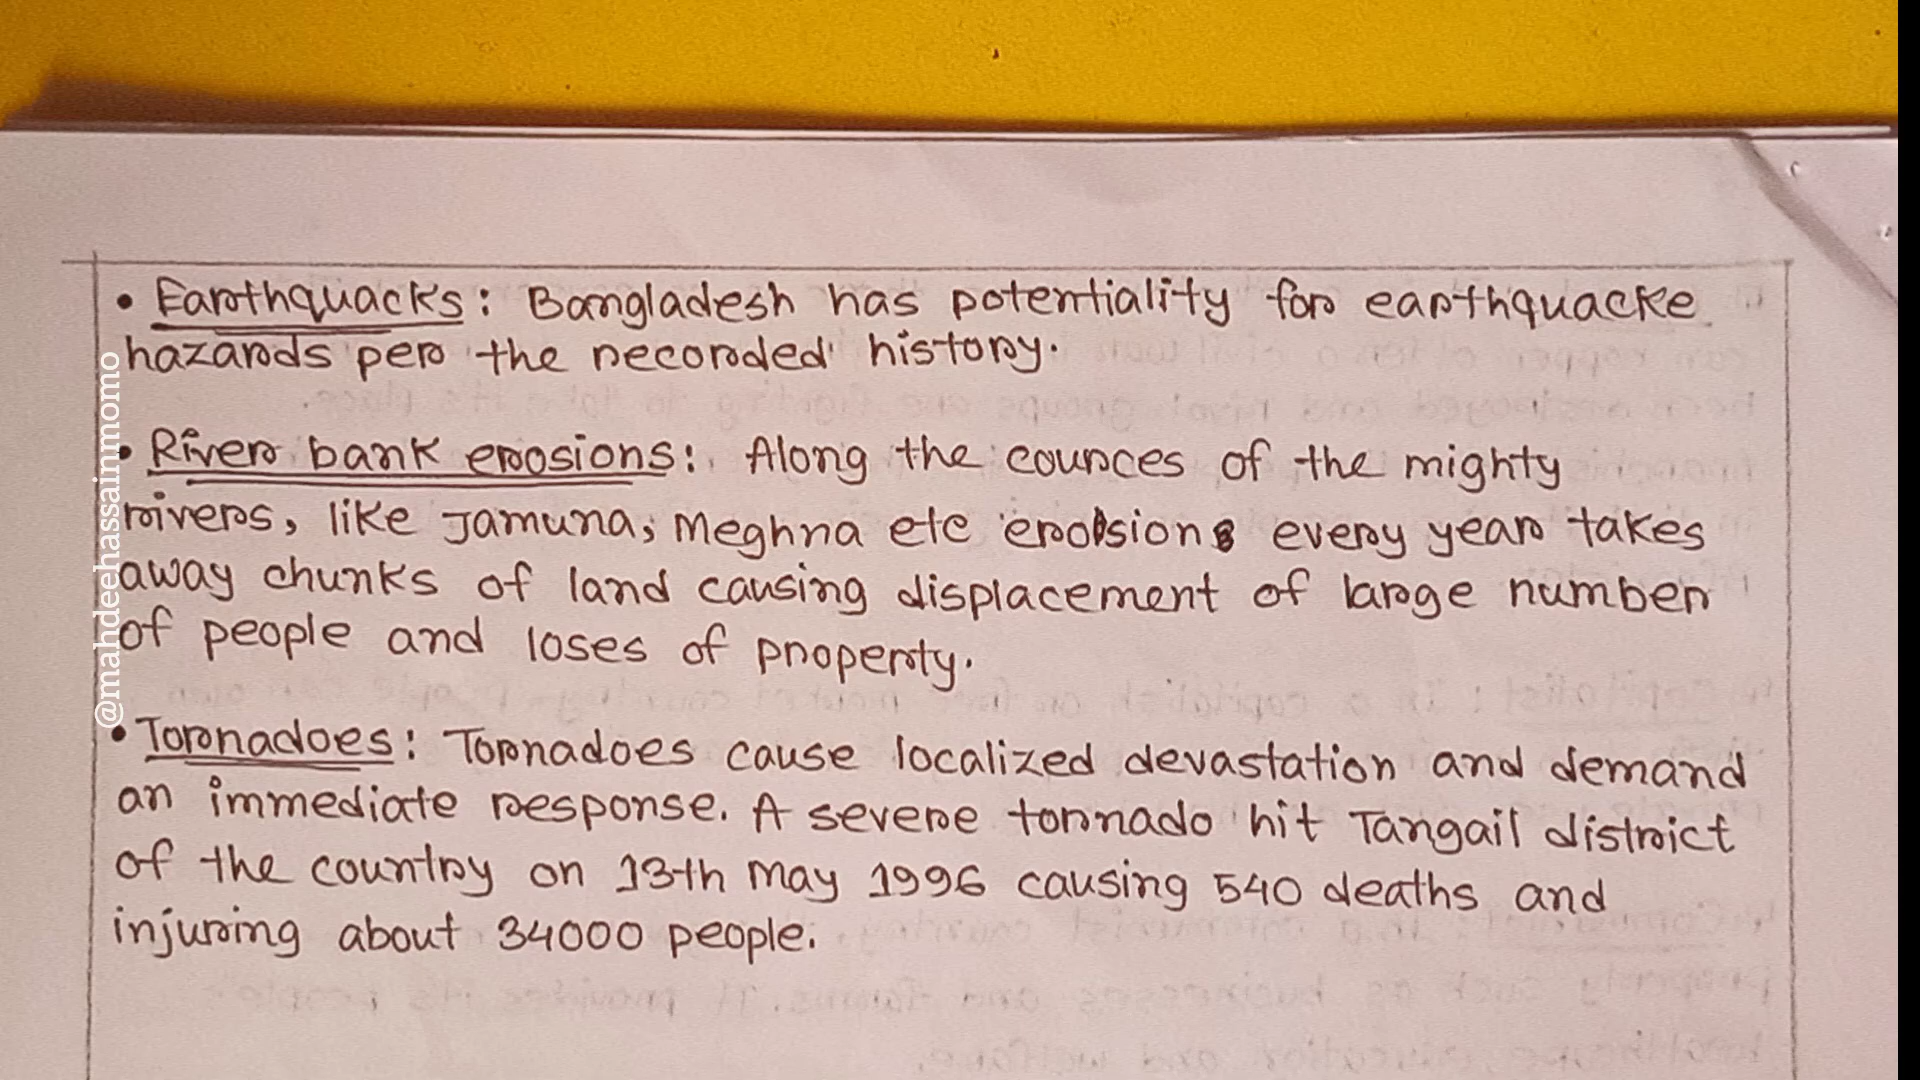 • Earthquacks: Bangladesh has potentiality for earthquacke
hazards per the recorded history.
• River bank erosions: Along the cources of the mighty
rivers, like Jamuna, Meghna etc erosions every year takes
away chunks of land causing displacement of large number
of people and loses of property.
• Tornadoes: Tornadoes cause localized devastation and demand
an immediate response. A severe tornado hit Tangail district
of the country on 13th may 1996 causing 540 deaths and
injuring about 34000 people.
@mahdeehassainmomo